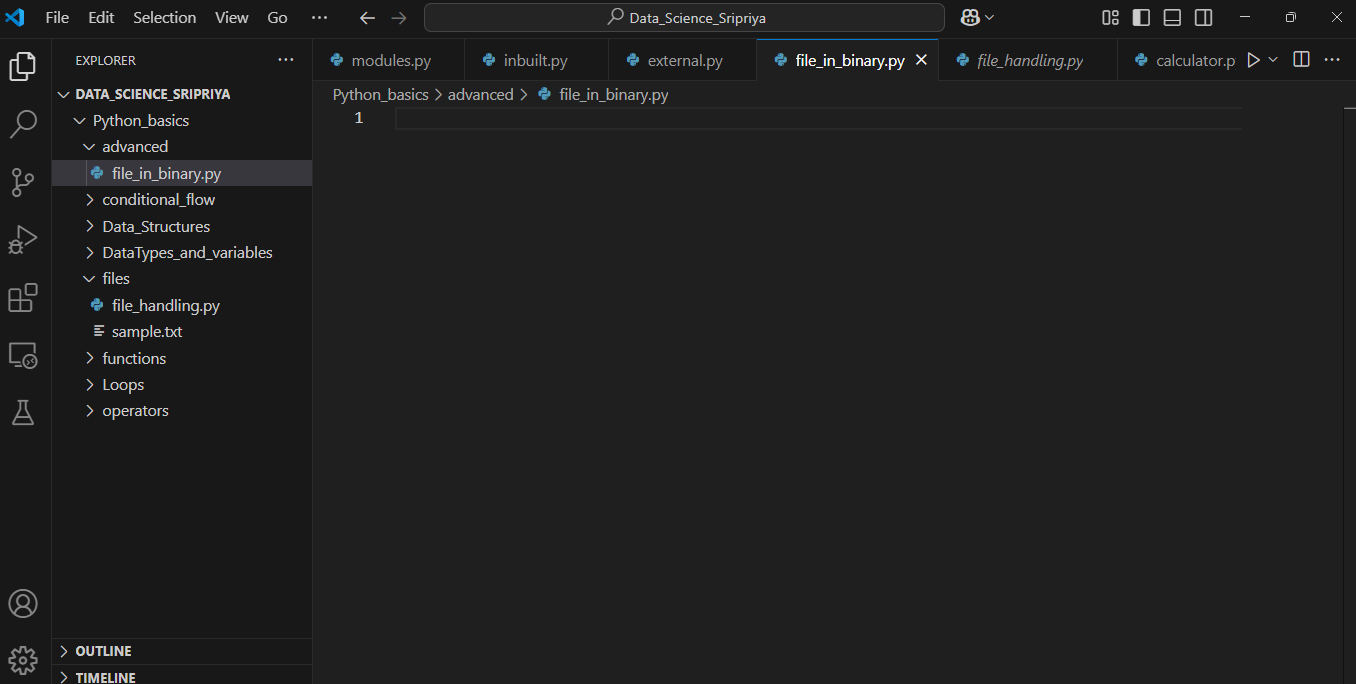 File Edit Selection View Go ··· Data_Science_Sripriya
EXPLORER ···
modules.py inbuilt.py external.py file_in_binary.py file_handling.py calculator.p ···
DATA_SCIENCE_SRIPRIYA
Python_basics
advanced
file_in_binary.py
conditional_flow
Data_Structures
DataTypes_and_variables
files
file_handling.py
sample.txt
functions
Loops
operators
OUTLINE
TIMELINE
Python_basics > advanced > file_in_binary.py
1